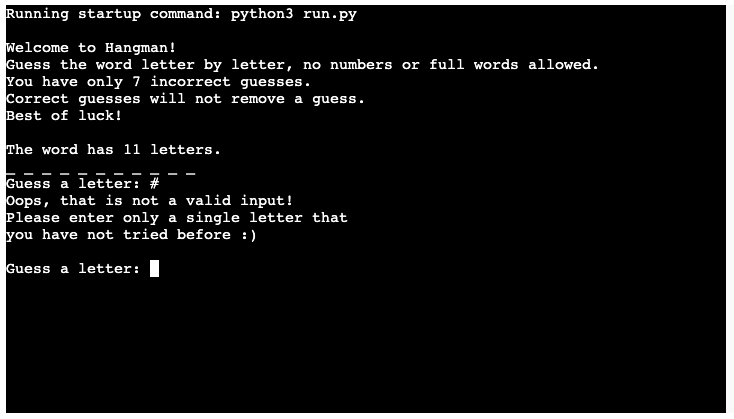 Running startup command: python3 run.py
Welcome to Hangman!
Guess the word letter by letter, no numbers or full words allowed.
You have only 7 incorrect guesses.
Correct guesses will not remove a guess.
Best of luck!
The word has 11 letters.
_ _ _ _ _ _ _ _ _ _ _
Guess a letter: #
Oops, that is not a valid input!
Please enter only a single letter that
you have not tried before :)
Guess a letter: